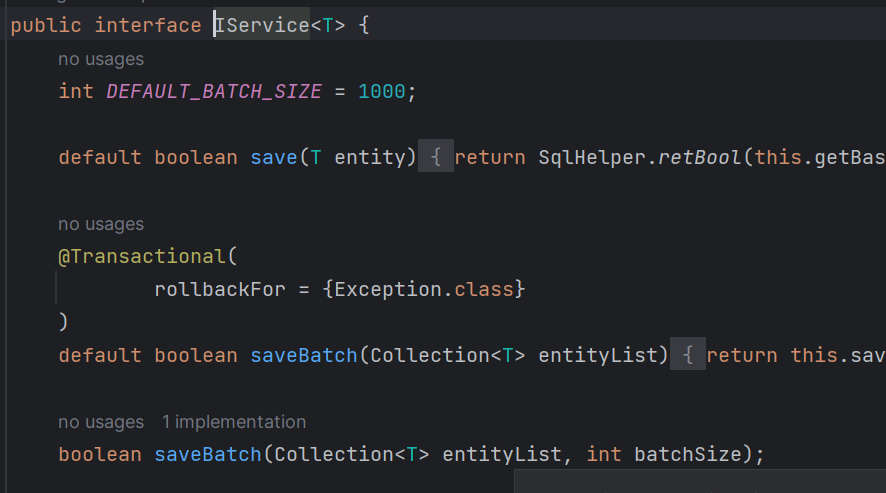 public interface IService<T> {
no usages
int DEFAULT_BATCH_SIZE = 1000;
default boolean save(T entity) { return SqlHelper.retBool(this.getBas
no usages
@Transactional(
rollbackFor = {Exception.class}
)
default boolean saveBatch(Collection<T> entityList) { return this.sav
no usages 1 implementation
boolean saveBatch(Collection<T> entityList, int batchSize);